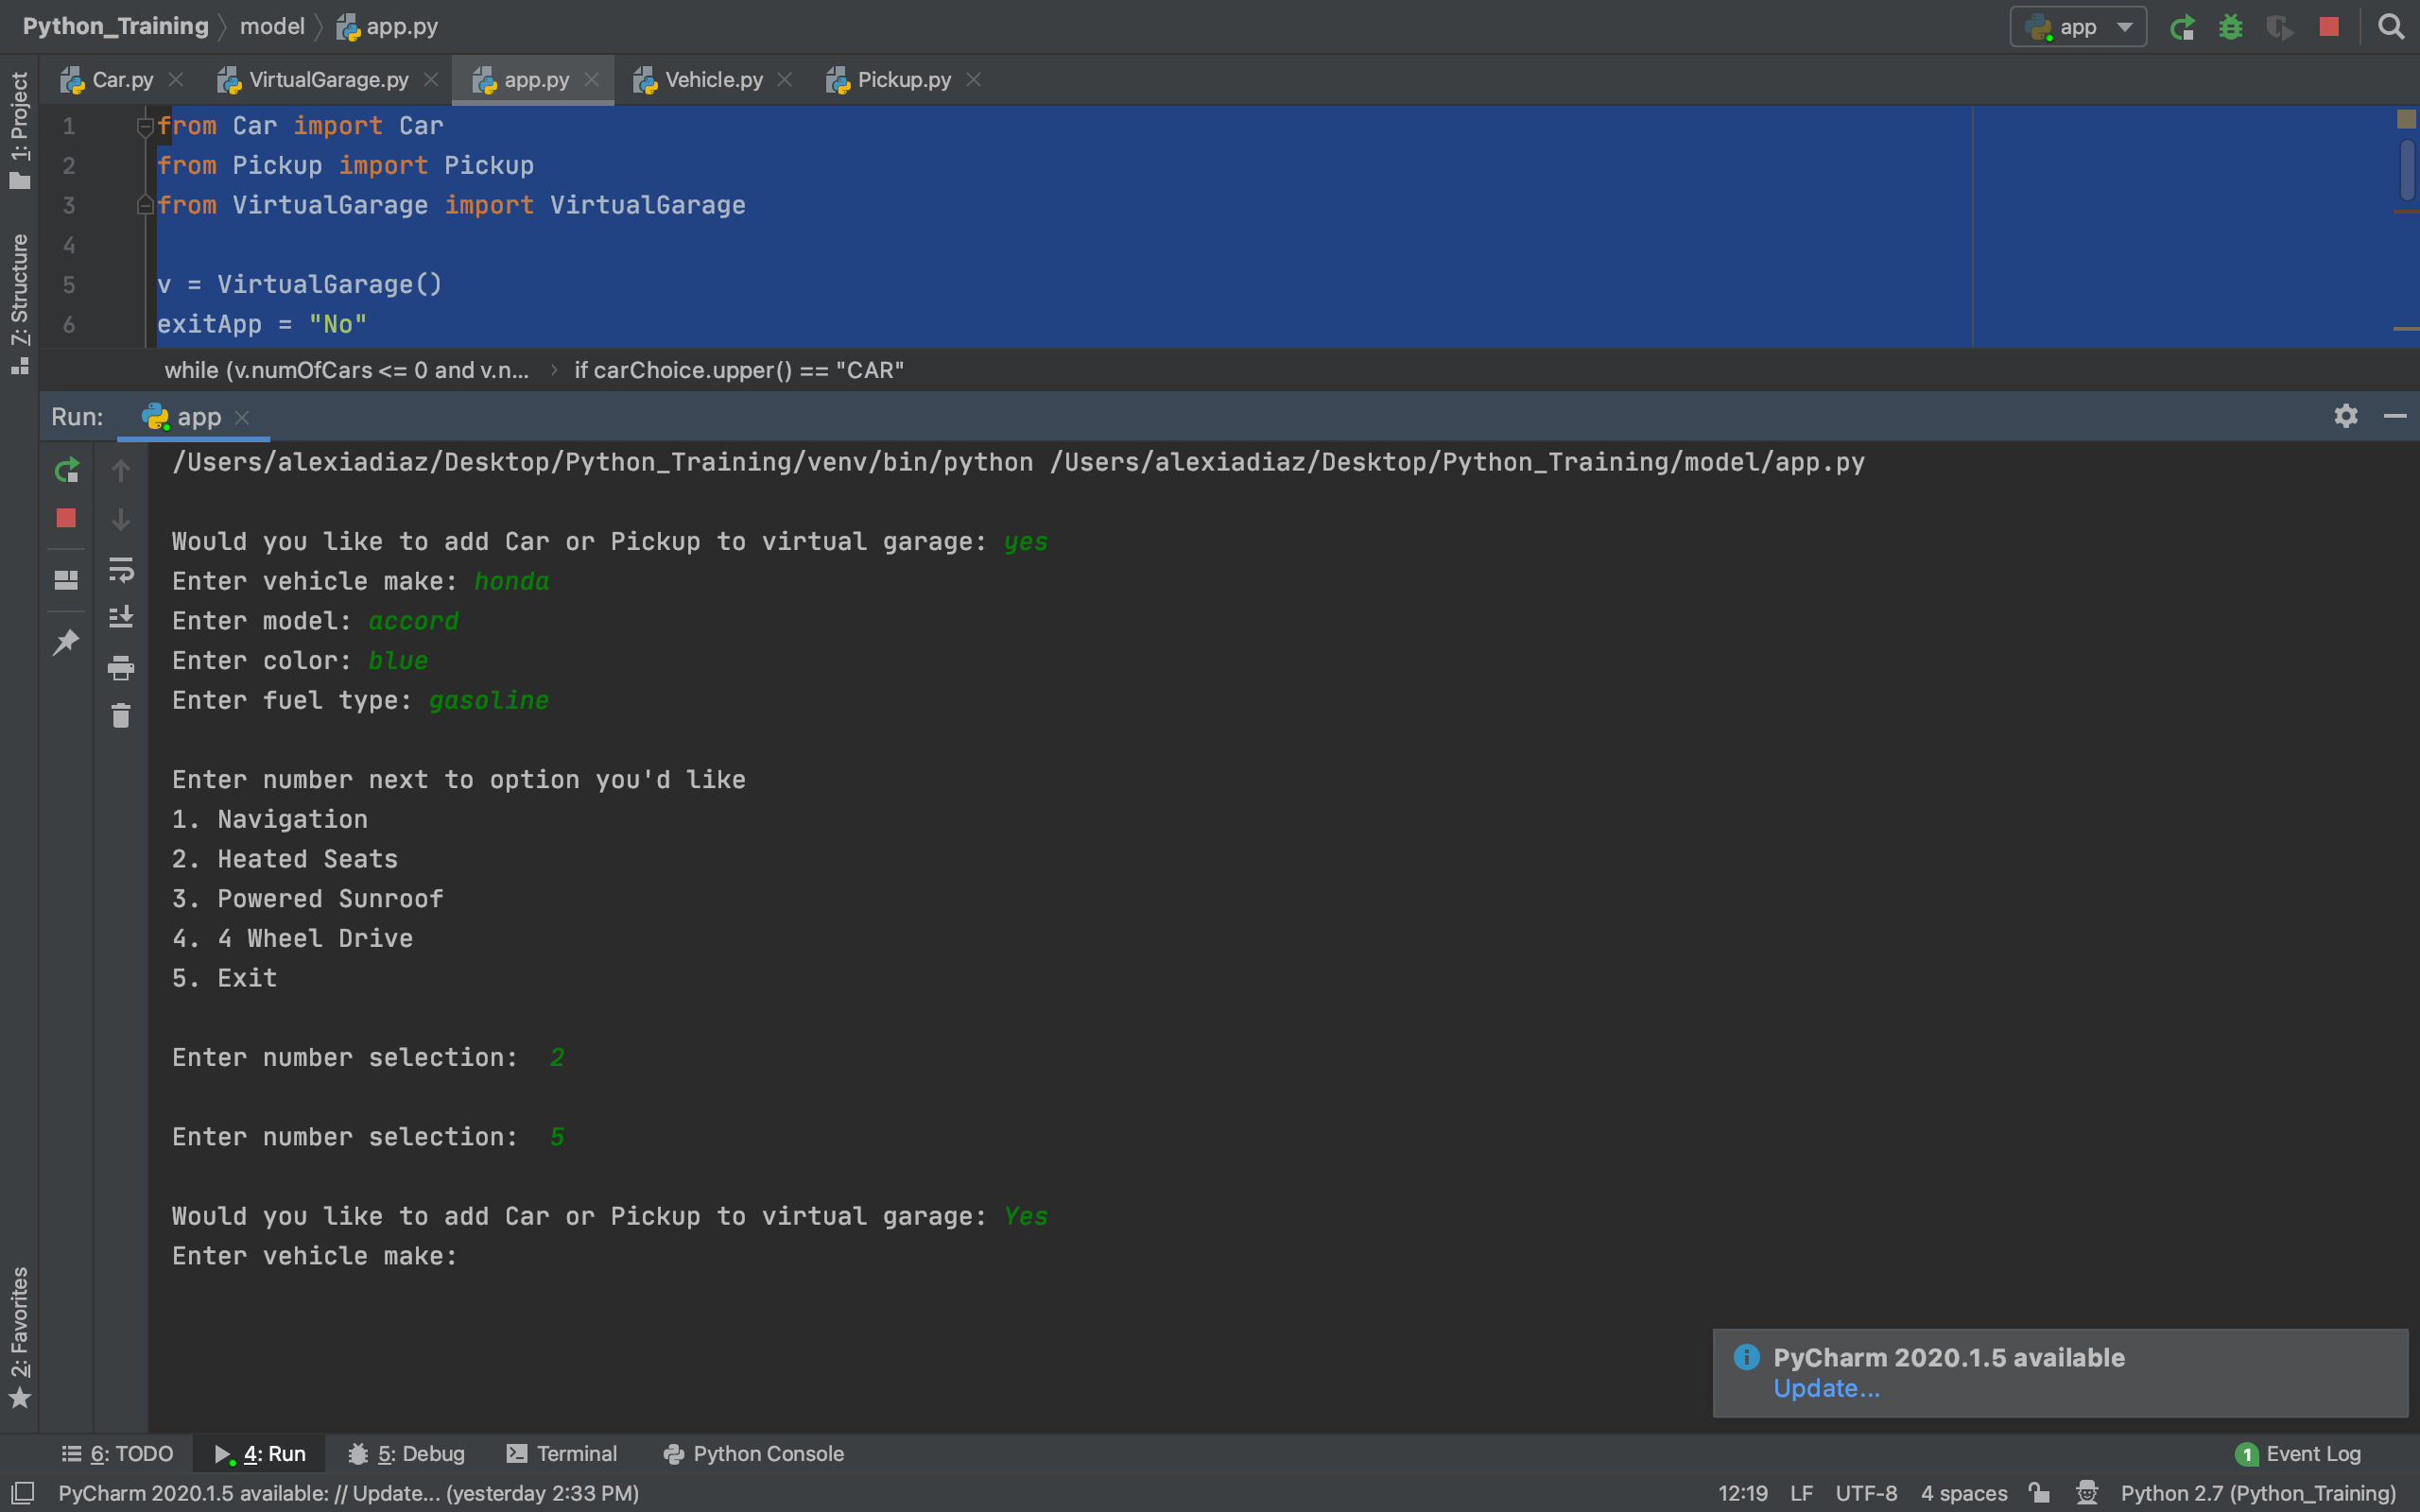 Python_Training model app.py
app
Car.py VirtualGarage.py app.py Vehicle.py Pickup.py
1: Project
7: Structure
2: Favorites
1 from Car import Car
2 from Pickup import Pickup
3 from VirtualGarage import VirtualGarage
4
5 v = VirtualGarage()
6 exitApp = "No"
while (v.numOfCars <= 0 and v.n... › if carChoice.upper() == "CAR"
Run: app
/Users/alexiadiaz/Desktop/Python_Training/venv/bin/python /Users/alexiadiaz/Desktop/Python_Training/model/app.py
Would you like to add Car or Pickup to virtual garage: yes
Enter vehicle make: honda
Enter model: accord
Enter color: blue
Enter fuel type: gasoline
Enter number next to option you'd like
1. Navigation
2. Heated Seats
3. Powered Sunroof
4. 4 Wheel Drive
5. Exit
Enter number selection:  2
Enter number selection:  5
Would you like to add Car or Pickup to virtual garage: Yes
Enter vehicle make:
PyCharm 2020.1.5 available
Update...
6: TODO 4: Run 5: Debug Terminal Python Console 1 Event Log
PyCharm 2020.1.5 available: // Update... (yesterday 2:33 PM) 12:19 LF UTF-8 4 spaces Python 2.7 (Python_Training)